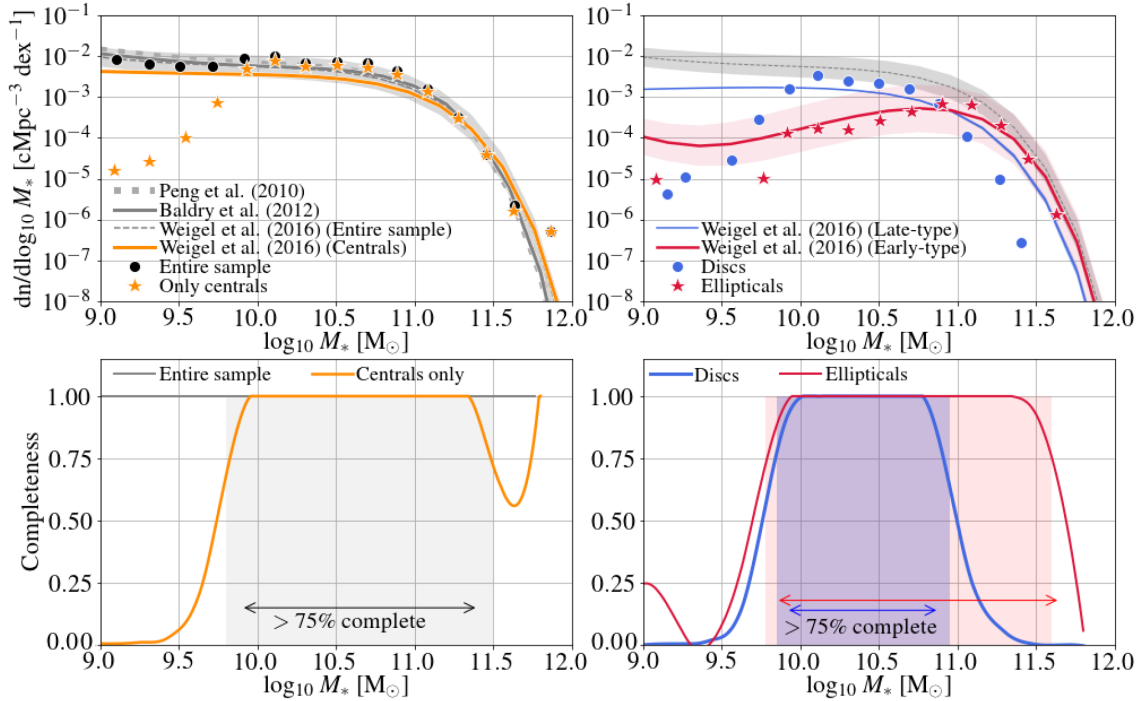 dn/dlog₁₀ M* [cMpc⁻³ dex⁻¹]
10⁻¹
10⁻²
10⁻³
10⁻⁴
10⁻⁵
10⁻⁶
10⁻⁷
10⁻⁸
Peng et al. (2010)
Baldry et al. (2012)
Weigel et al. (2016) (Entire sample)
Weigel et al. (2016) (Centrals)
Entire sample
Only centrals
9.0 9.5 10.0 10.5 11.0 11.5 12.0
log₁₀ M* [M⊙]
10⁻¹
10⁻²
10⁻³
10⁻⁴
10⁻⁵
10⁻⁶
10⁻⁷
10⁻⁸
Weigel et al. (2016) (Late-type)
Weigel et al. (2016) (Early-type)
Discs
Ellipticals
9.0 9.5 10.0 10.5 11.0 11.5 12.0
log₁₀ M* [M⊙]
Entire sample Centrals only
Completeness
1.00
0.75
0.50
0.25
0.00
> 75% complete
9.0 9.5 10.0 10.5 11.0 11.5 12.0
log₁₀ M* [M⊙]
Discs Ellipticals
1.00
0.75
0.50
0.25
0.00
> 75% complete
9.0 9.5 10.0 10.5 11.0 11.5 12.0
log₁₀ M* [M⊙]